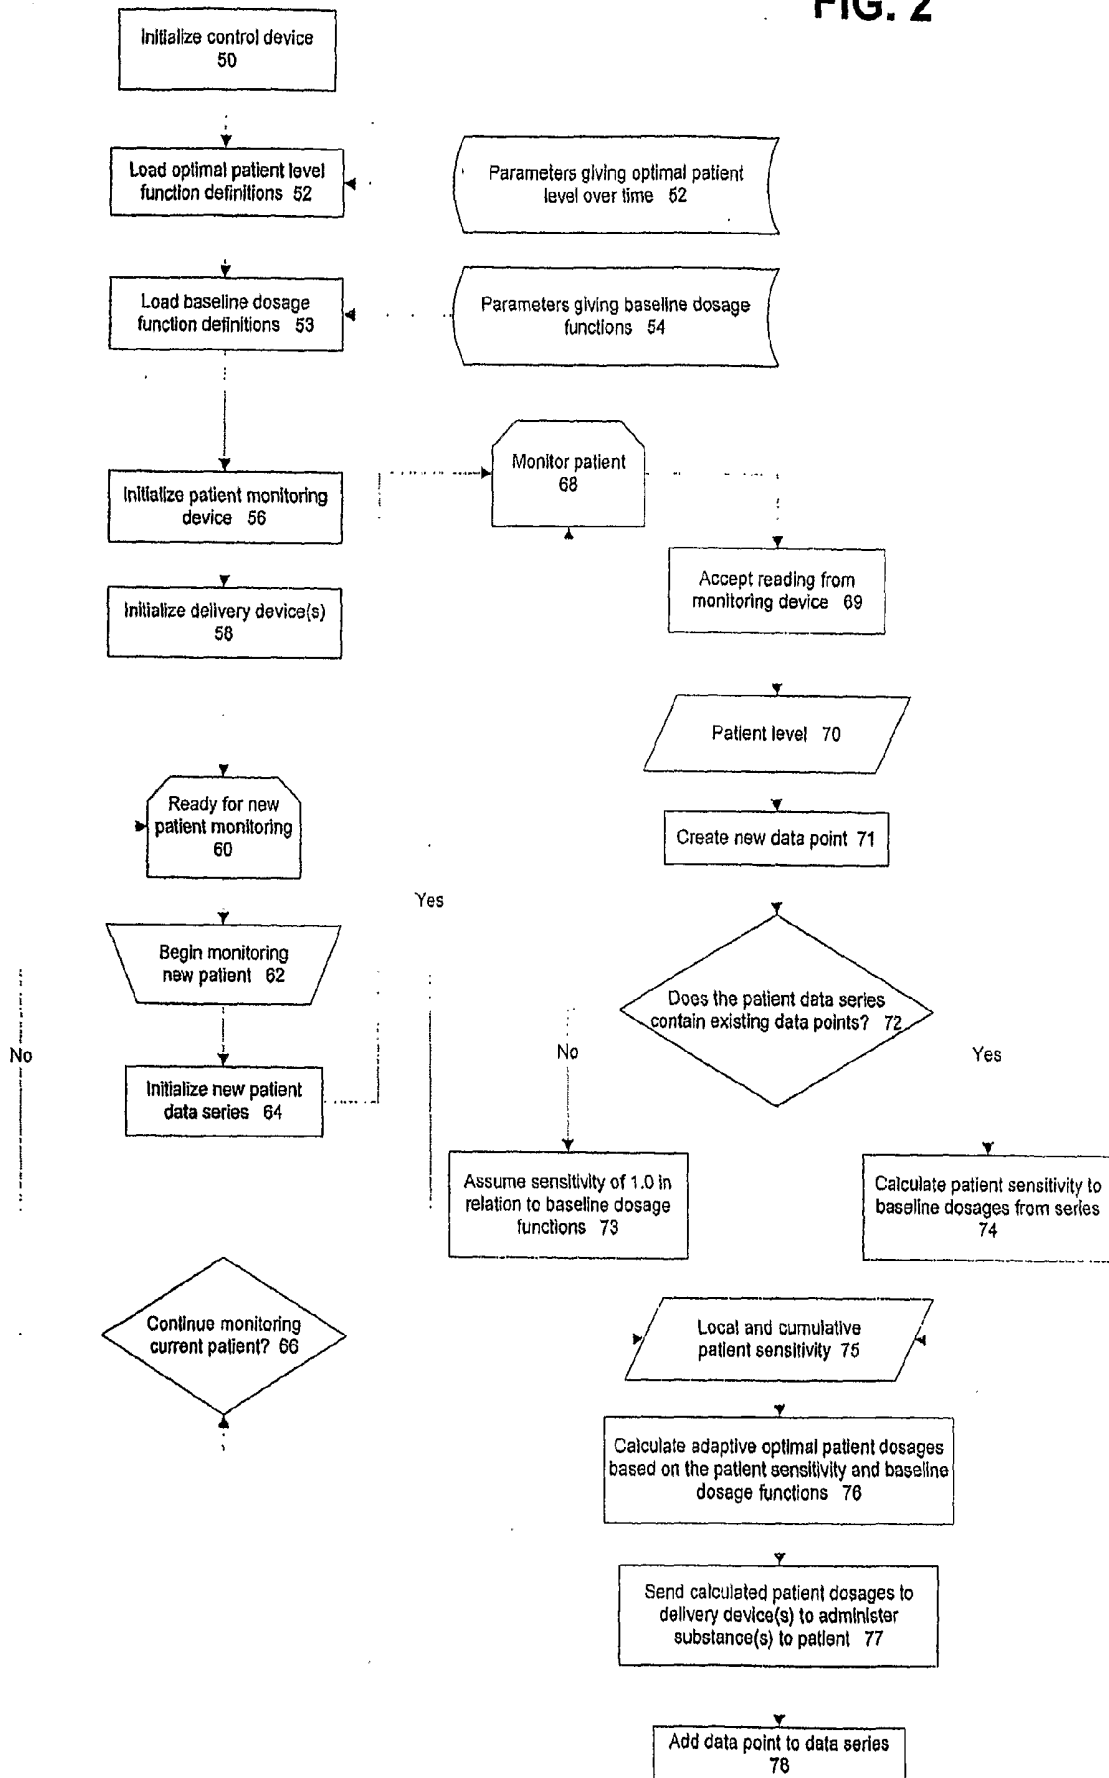 FIG. 2
Initialize control device
50
Load optimal patient level
function definitions 52
Parameters giving optimal patient
level over time 52
Load baseline dosage
function definitions 53
Parameters giving baseline dosage
functions 54
Initialize patient monitoring
device 56
Monitor patient
68
Initialize delivery device(s)
58
Accept reading from
monitoring device 69
Patient level 70
Ready for new
patient monitoring
60
Create new data point 71
Yes
Begin monitoring
new patient 62
Does the patient data series
contain existing data points? 72
No
No
Yes
Initialize new patient
data series 64
Assume sensitivity of 1.0 in
relation to baseline dosage
functions 73
Calculate patient sensitivity to
baseline dosages from series
74
Continue monitoring
current patient? 66
Local and cumulative
patient sensitivity 75
Calculate adaptive optimal patient dosages
based on the patient sensitivity and baseline
dosage functions 76
Send calculated patient dosages to
delivery device(s) to administer
substance(s) to patient 77
Add data point to data series
78